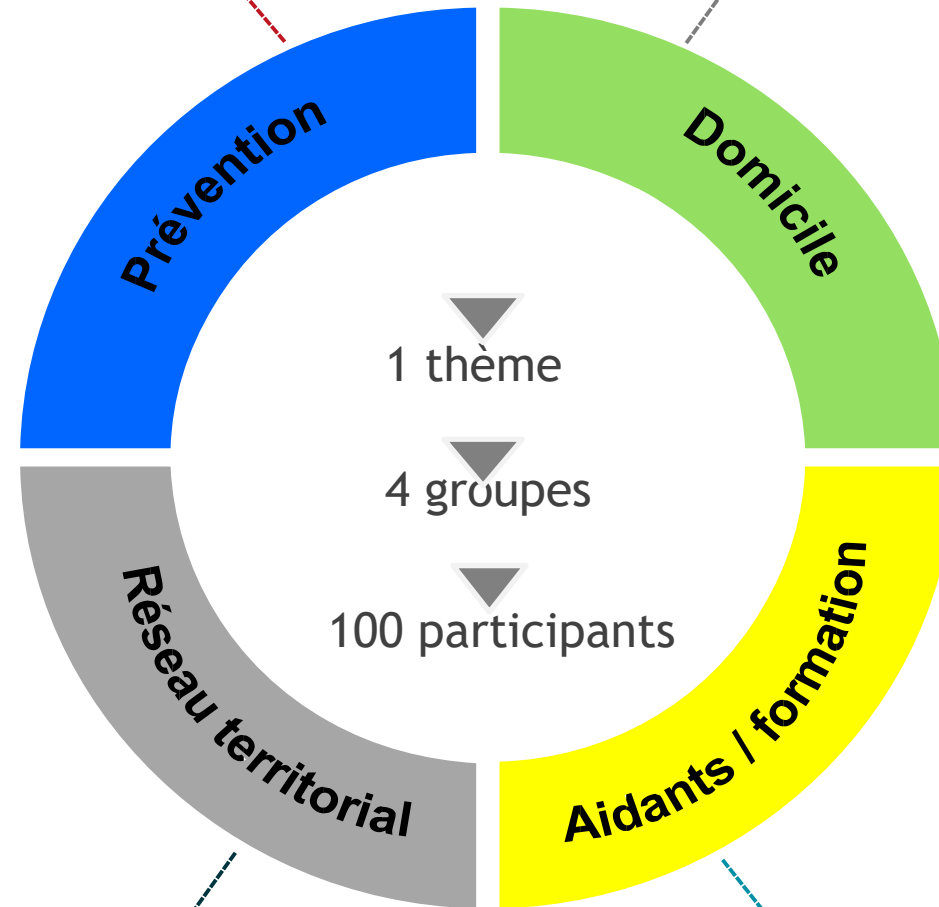 Prévention
Domicile
1 thème
4 groupes
100 participants
Réseau territorial
Aidants / formation